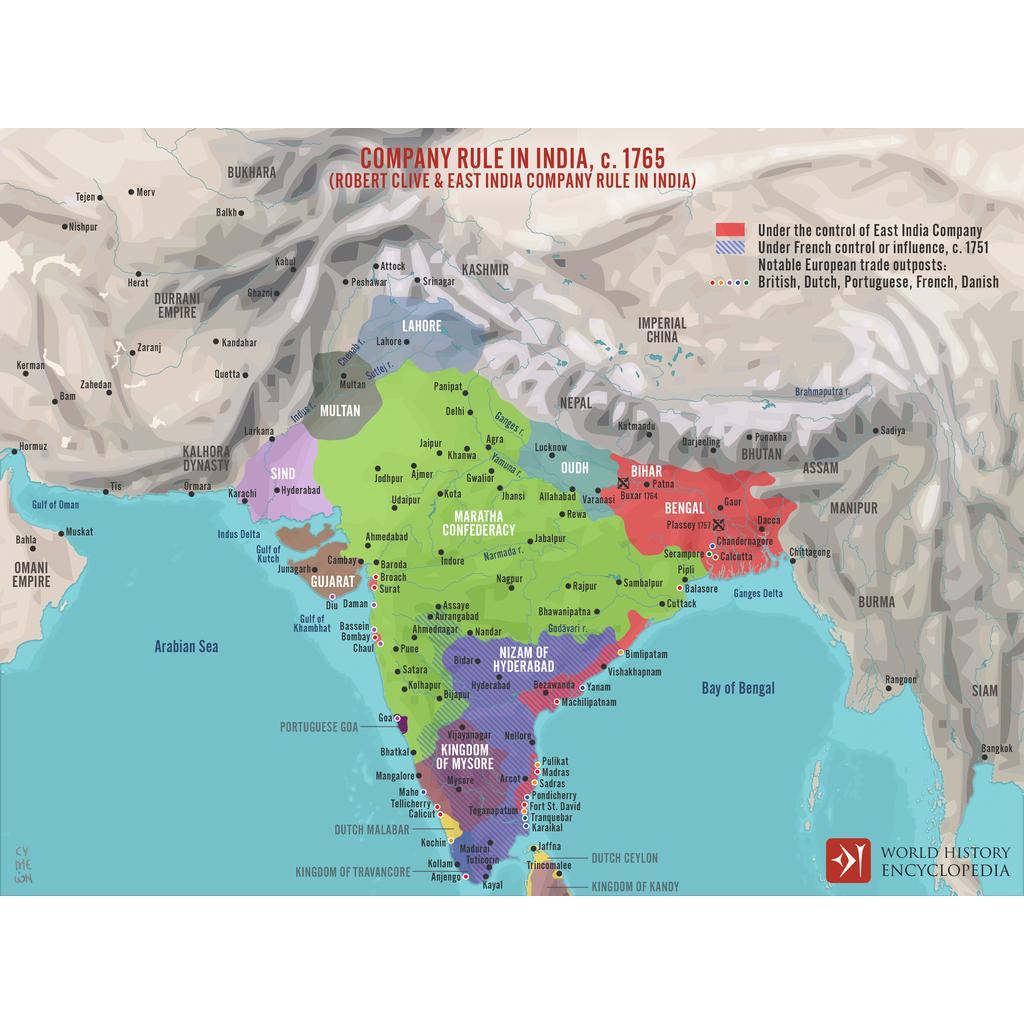 COMPANY RULE IN INDIA, c. 1765
(ROBERT CLIVE & EAST INDIA COMPANY RULE IN INDIA)
Under the control of East India Company
Under French control or influence, c. 1751
Notable European trade outposts:
British, Dutch, Portuguese, French, Danish
BUKHARA
Tejen
Merv
Balkh
Nishpur
Kabul
Attock
KASHMIR
Herat
Peshawar
Srinagar
Ghazni
DURRANI
EMPIRE
LAHORE
Lahore
Chenab r.
Sutlej r.
IMPERIAL
CHINA
Zaranj
Kandahar
Kerman
Quetta
Zahedan
Bam
Multan
MULTAN
Indus r.
Panipat
Delhi
NEPAL
Brahmaputra r.
Ganges r.
Katmandu
Darjeeling
Punakha
BHUTAN
Sadiya
ASSAM
Hormuz
Larkana
KALHORA
DYNASTY
Jaipur
Agra
Khanwa
Lucknow
OUDH
Yamuna r.
BIHAR
Patna
SIND
Jodhpur
Ajmer
Gwalior
Tis
Ormara
Karachi
Hyderabad
Udaipur
Kota
Jhansi
Allahabad
Varanasi
Buxar 1764
Gulf of Oman
Rewa
BENGAL
Gaur
MANIPUR
MARATHA
CONFEDERACY
Plassey 1757
Dacca
Muskat
Bahla
Indus Delta
Ahmedabad
Jabalpur
Chandernagore
Gulf of
Kutch
Cambay
Indore
Narmada r.
Serampore
Calcutta
Chittagong
OMANI
EMPIRE
Junagarh
GUJARAT
Baroda
Broach
Surat
Nagpur
Rajpur
Sambalpur
Pipli
Balasore
Ganges Delta
BURMA
Diu
Daman
Assaye
Aurangabad
Bhawanipatna
Cuttack
Gulf of
Khambhat
Bassein
Bombay
Chaul
Ahmednagar
Nandar
Godāvari r.
Arabian Sea
Pune
NIZAM OF
HYDERABAD
Bidar
Bimlipatam
Satara
Vishakhapnam
Hyderabad
Bezawanda
Yanam
Bay of Bengal
Rangoon
SIAM
Kolhapur
Bijapur
Machilipatnam
Goa
PORTUGUESE GOA
Vijayanagar
Nellore
Bhatkal
KINGDOM
OF MYSORE
Bangkok
Pulikat
Mangalore
Mysore
Arcot
Madras
Sadras
Mahe
Pondicherry
Tellicherry
Fort St. David
Calicut
Teganapatum
Tranquebar
DUTCH MALABAR
Karaikal
Kochin
Madurai
Jaffna
Kollam
Tuticorin
DUTCH CEYLON
KINGDOM OF TRAVANCORE
Trincomalee
Anjengo
Kayal
KINGDOM OF KANDY
CY
ME
WN
WORLD HISTORY
ENCYCLOPEDIA